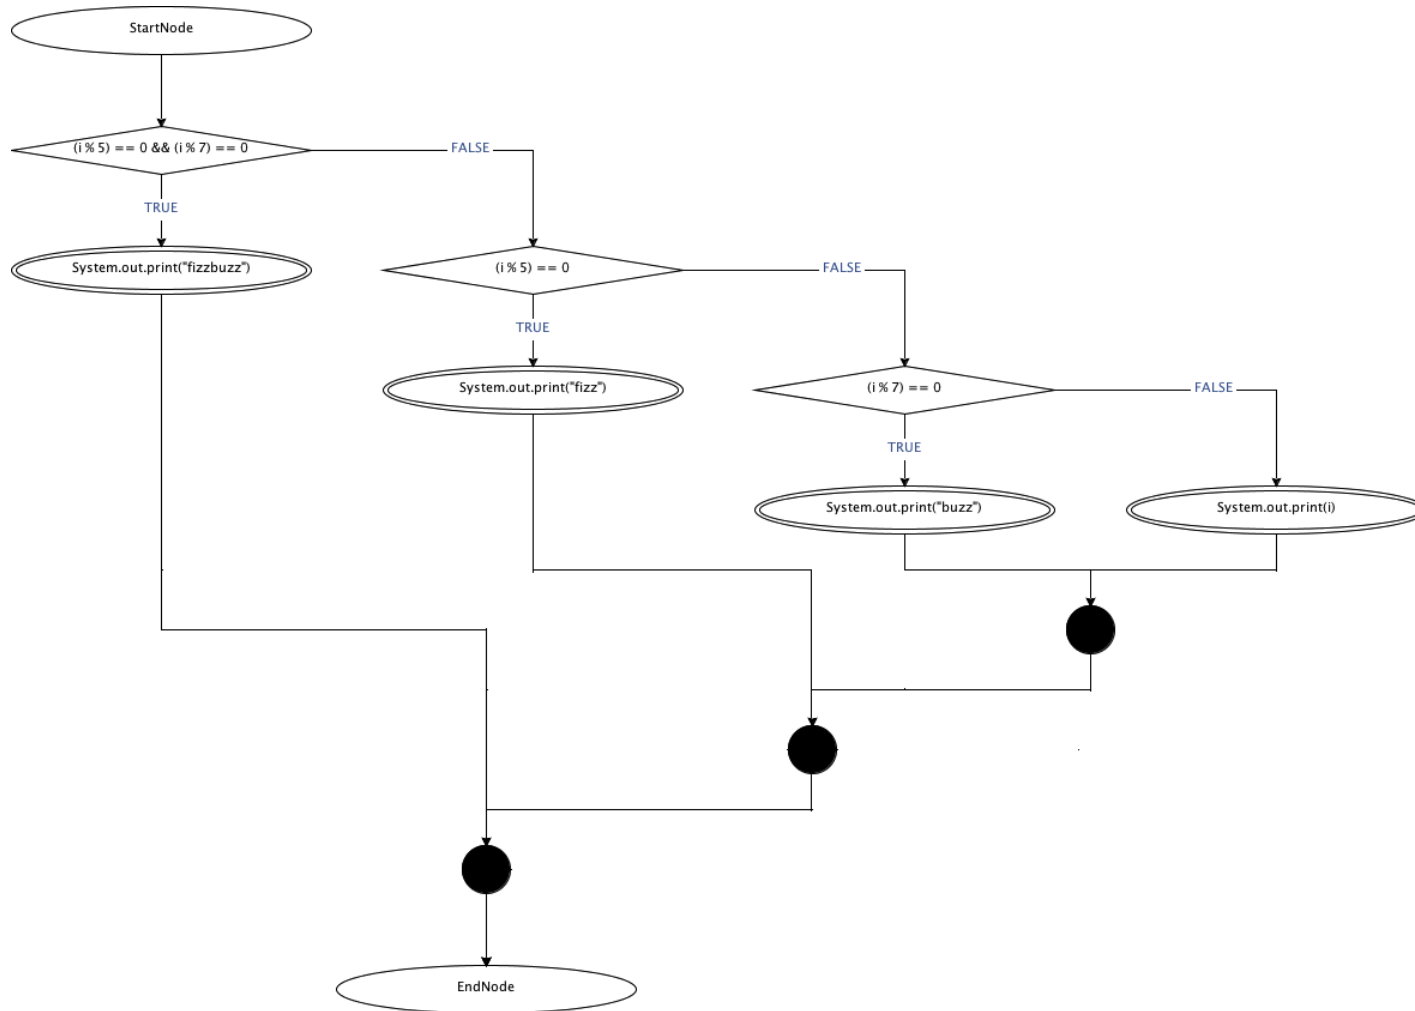 StartNode
(i % 5) == 0 && (i % 7) == 0
FALSE
TRUE
System.out.print("fizzbuzz")
(i % 5) == 0
FALSE
TRUE
System.out.print("fizz")
(i % 7) == 0
FALSE
TRUE
System.out.print("buzz")
System.out.print(i)
EndNode